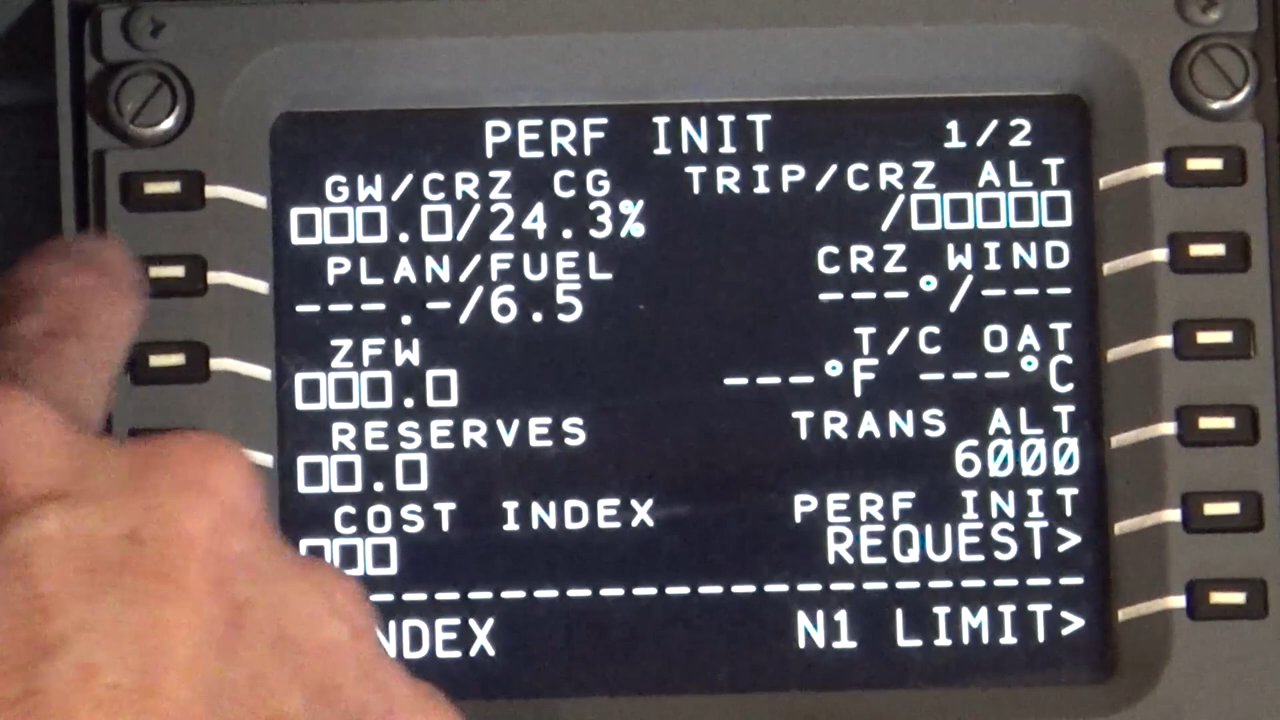 PERF INIT 1/2
GW/CRZ CG TRIP/CRZ ALT
□□□.□/24.3% /□□□□□
PLAN/FUEL CRZ WIND
---.-/6.5 ---°/---
ZFW T/C OAT
□□□.□ ---°F ---°C
RESERVES TRANS ALT
□□.□ 6000
COST INDEX PERF INIT
□□□ REQUEST>
--------------------
NDEX N1 LIMIT>